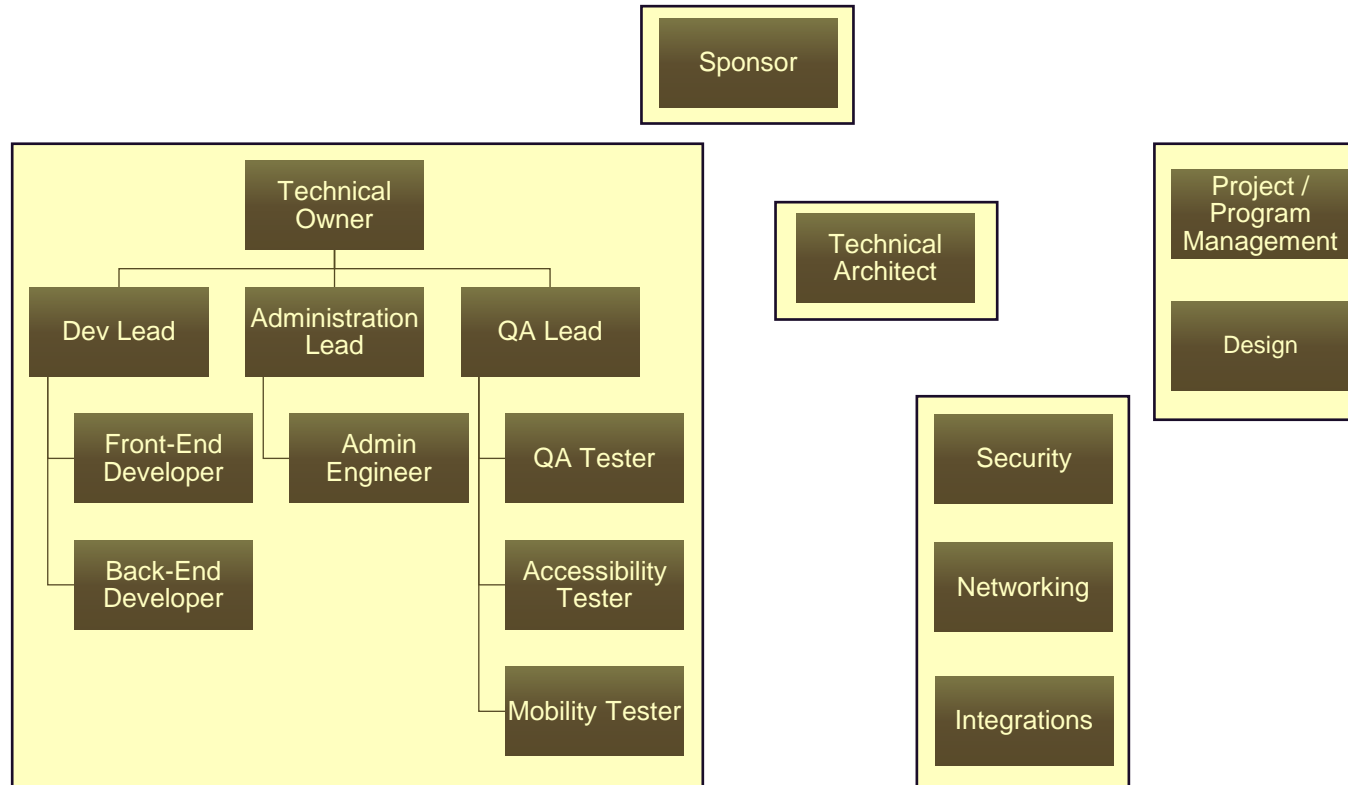 Sponsor
Technical
Owner
Dev Lead
Administration
Lead
QA Lead
Front-End
Developer
Admin
Engineer
QA Tester
Back-End
Developer
Accessibility
Tester
Mobility Tester
Technical
Architect
Project /
Program
Management
Design
Security
Networking
Integrations